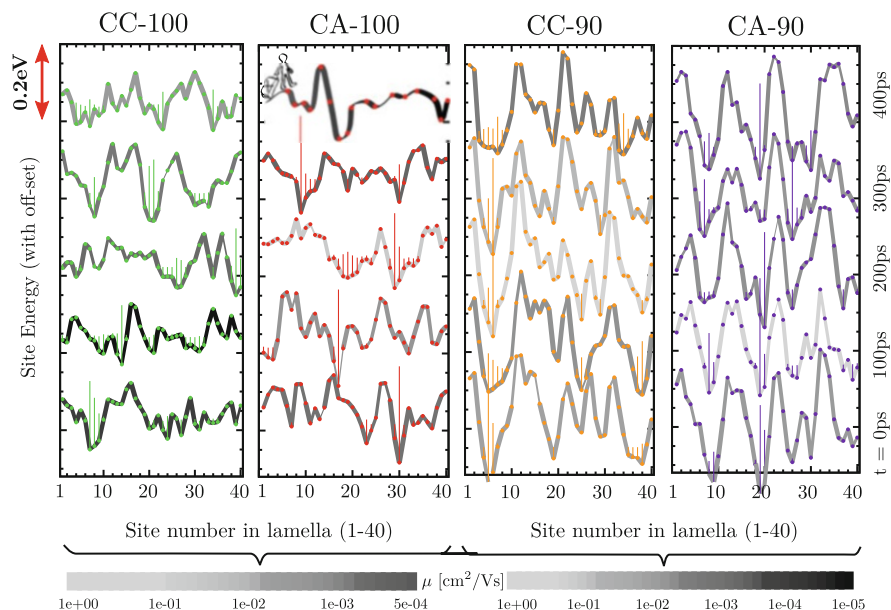 CC-100 CA-100 CC-90 CA-90
0.2eV
Site Energy (with off-set)
400ps
300ps
200ps
100ps
t = 0ps
1 10 20 30 40 1 10 20 30 40 1 10 20 30 40 1 10 20 30 40
Site number in lamella (1-40) Site number in lamella (1-40)
μ [cm²/Vs]
1e+00 1e-01 1e-02 1e-03 5e-04 1e+00 1e-01 1e-02 1e-03 1e-04 1e-05